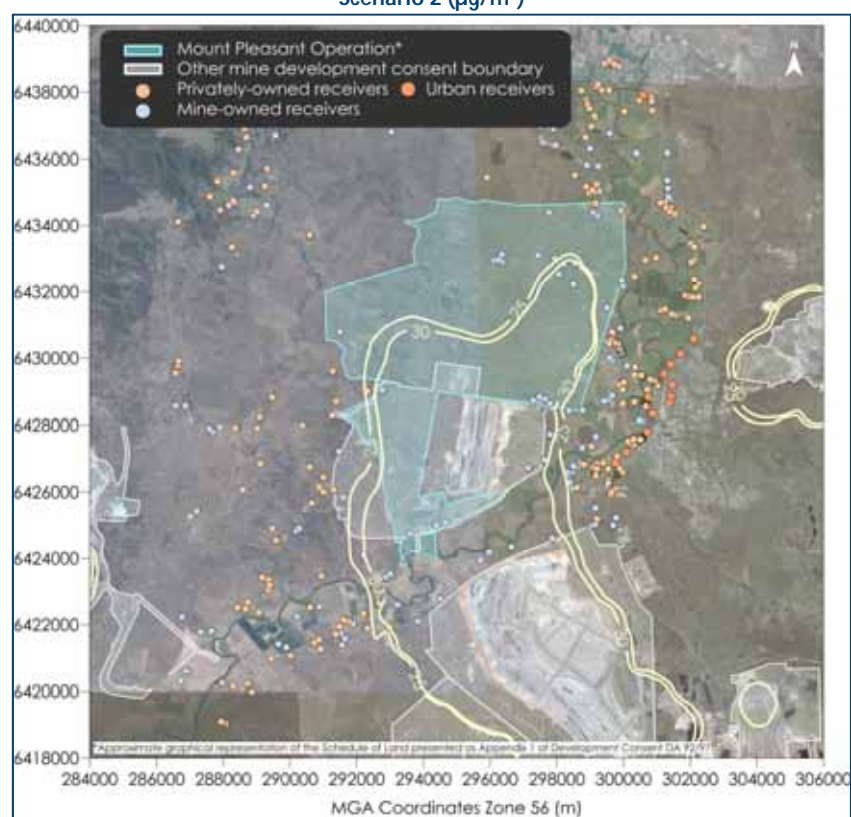 Scenario 2 (µg/m³)
Mount Pleasant Operation*
Other mine development consent boundary
Privately-owned receivers Urban receivers
Mine-owned receivers
N
6440000
6438000
6436000
6434000
6432000
6430000
6428000
6426000
6424000
6422000
6420000
6418000
30
25
*Approximate graphical representation of the Schedule of Land presented as Appendix 1 of Development Consent DA 92/97
284000 286000 288000 290000 292000 294000 296000 298000 300000 302000 304000 306000
MGA Coordinates Zone 56 (m)